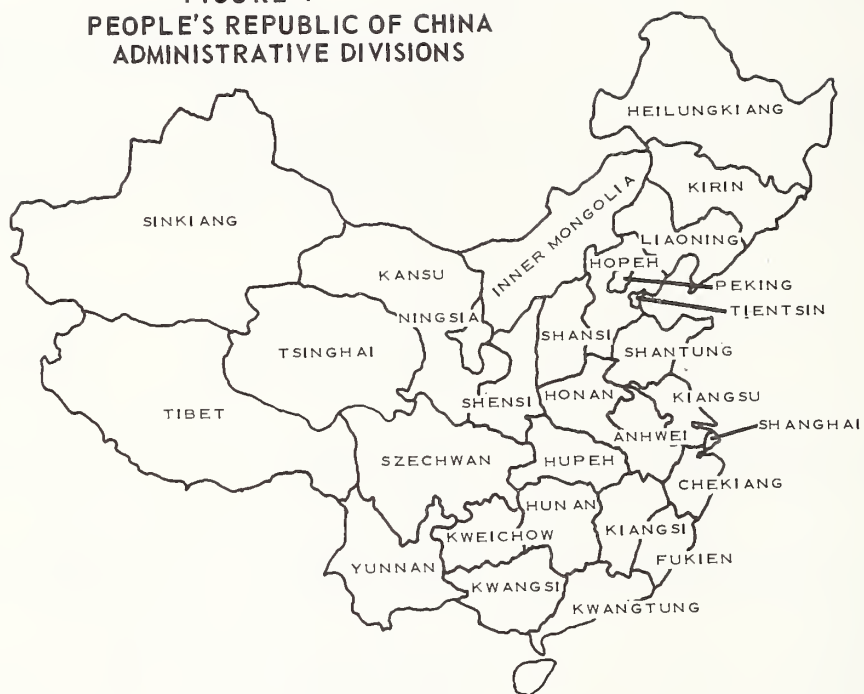 PEOPLE'S REPUBLIC OF CHINA
ADMINISTRATIVE DIVISIONS
HEILUNGKIANG
KIRIN
INNER MONGOLIA
SINKIANG
LIAONING
HOPEH
KANSU
PEKING
TIENTSIN
NINGSIA
SHANSI
TSINGHAI
SHANTUNG
HONAN
KIANGSU
SHENSI
TIBET
SHANGHAI
ANHWEI
SZECHWAN
HUPEH
CHEKIANG
HUNAN
KIANGSI
KWEICHOW
FUKIEN
YUNNAN
KWANGSI
KWANGTUNG